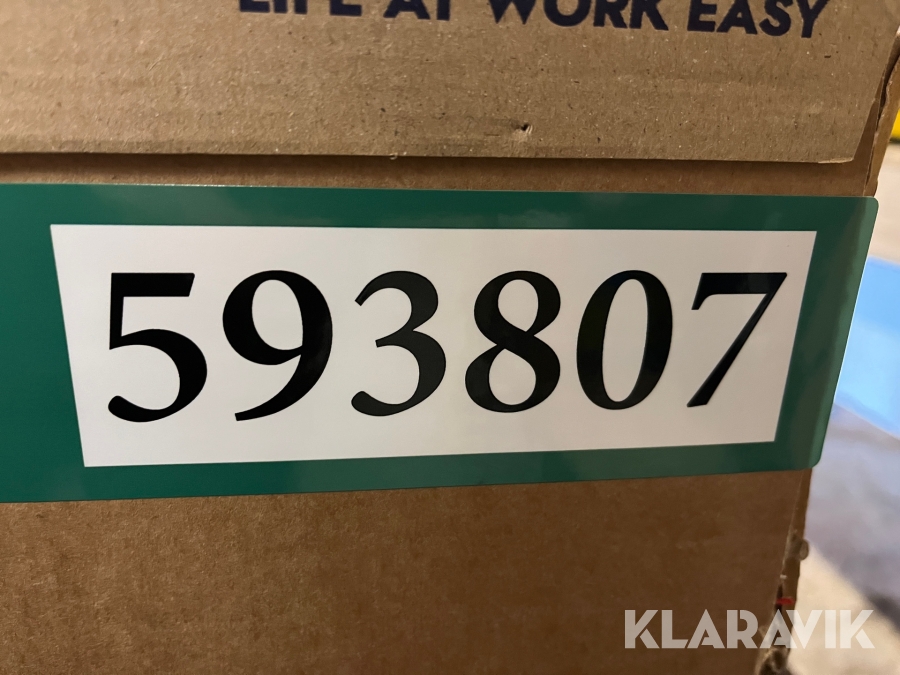 LIFE AT WORK EASY
593807
KLARAVIK